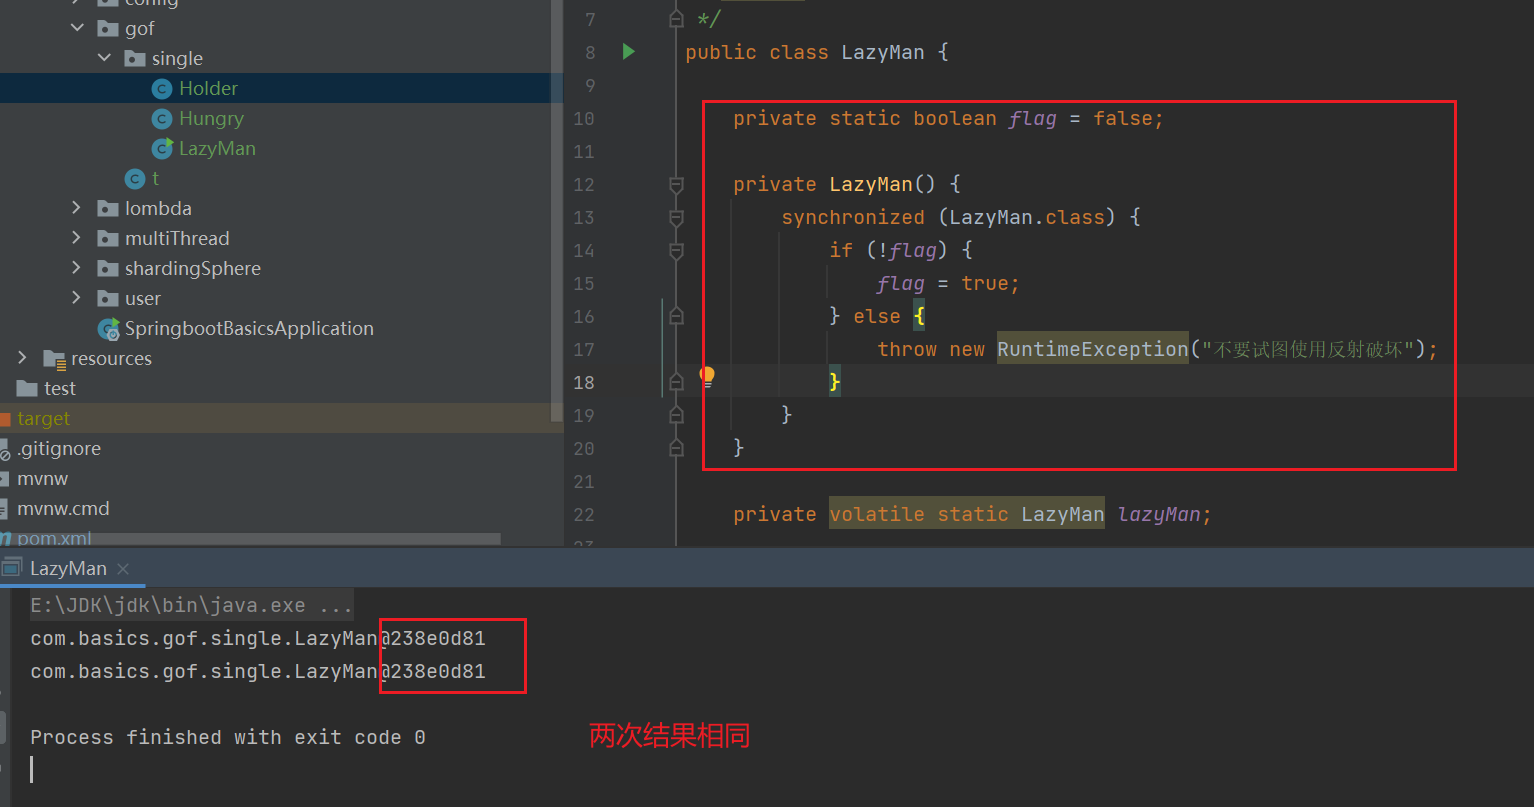 config
gof
single
Holder
Hungry
LazyMan
t
lombda
multiThread
shardingSphere
user
SpringbootBasicsApplication
resources
test
target
.gitignore
mvnw
mvnw.cmd
pom.xml
7 */
8 public class LazyMan {
9
10 private static boolean flag = false;
11
12 private LazyMan() {
13 synchronized (LazyMan.class) {
14 if (!flag) {
15 flag = true;
16 } else {
17 throw new RuntimeException("不要试图使用反射破坏");
18 }
19 }
20 }
21
22 private volatile static LazyMan lazyMan;
23
LazyMan
E:\JDK\jdk\bin\java.exe ...
com.basics.gof.single.LazyMan@238e0d81
com.basics.gof.single.LazyMan@238e0d81
Process finished with exit code 0
两次结果相同